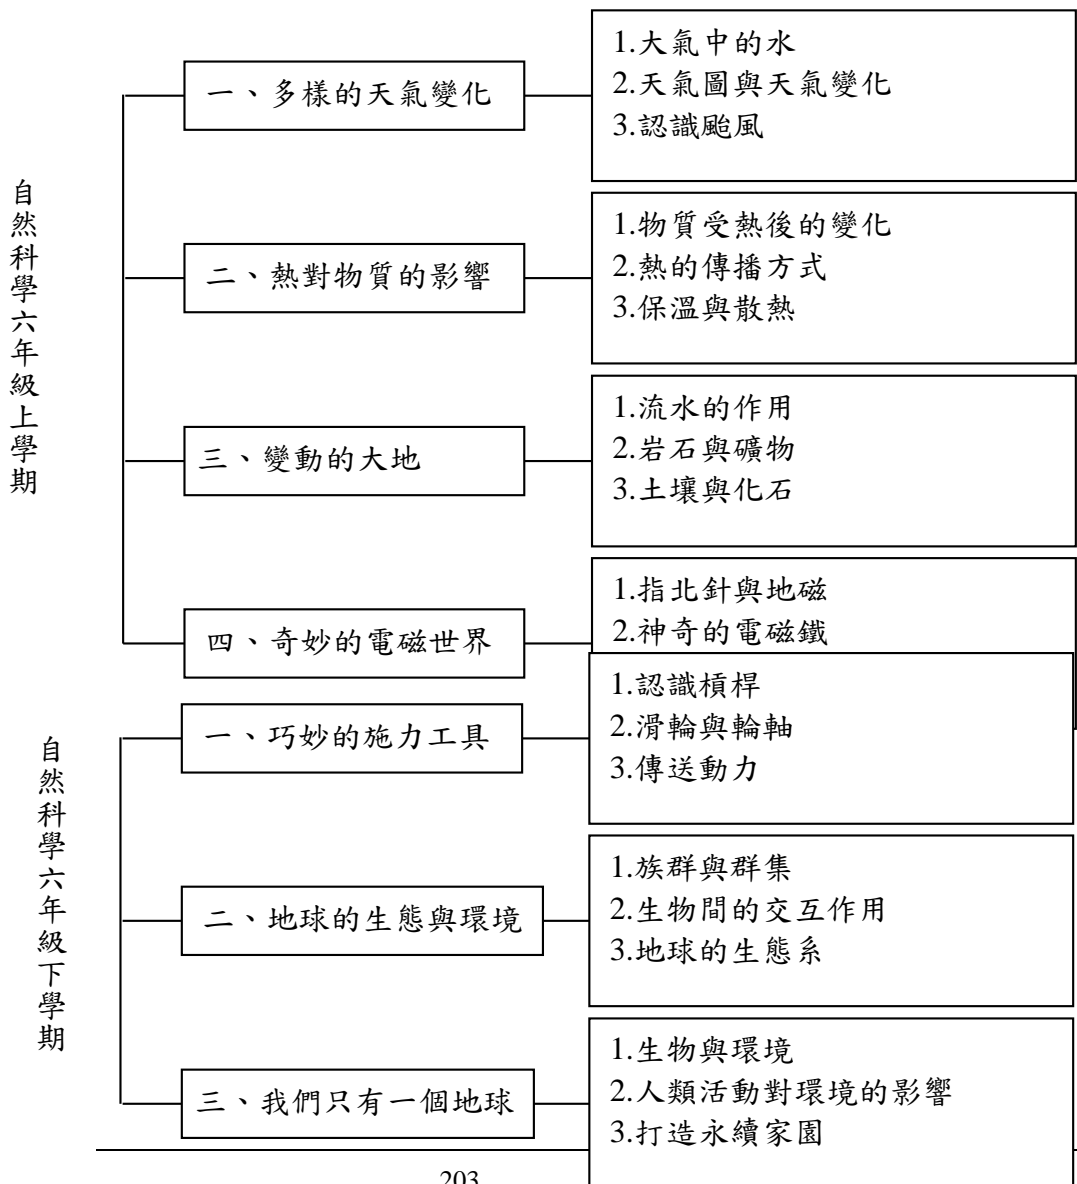 自然科學六年級上學期
一、多樣的天氣變化
1.大氣中的水
2.天氣圖與天氣變化
3.認識颱風
二、熱對物質的影響
1.物質受熱後的變化
2.熱的傳播方式
3.保溫與散熱
三、變動的大地
1.流水的作用
2.岩石與礦物
3.土壤與化石
四、奇妙的電磁世界
1.指北針與地磁
2.神奇的電磁鐵
自然科學六年級下學期
一、巧妙的施力工具
1.認識槓桿
2.滑輪與輪軸
3.傳送動力
二、地球的生態與環境
1.族群與群集
2.生物間的交互作用
3.地球的生態系
三、我們只有一個地球
1.生物與環境
2.人類活動對環境的影響
3.打造永續家園
203